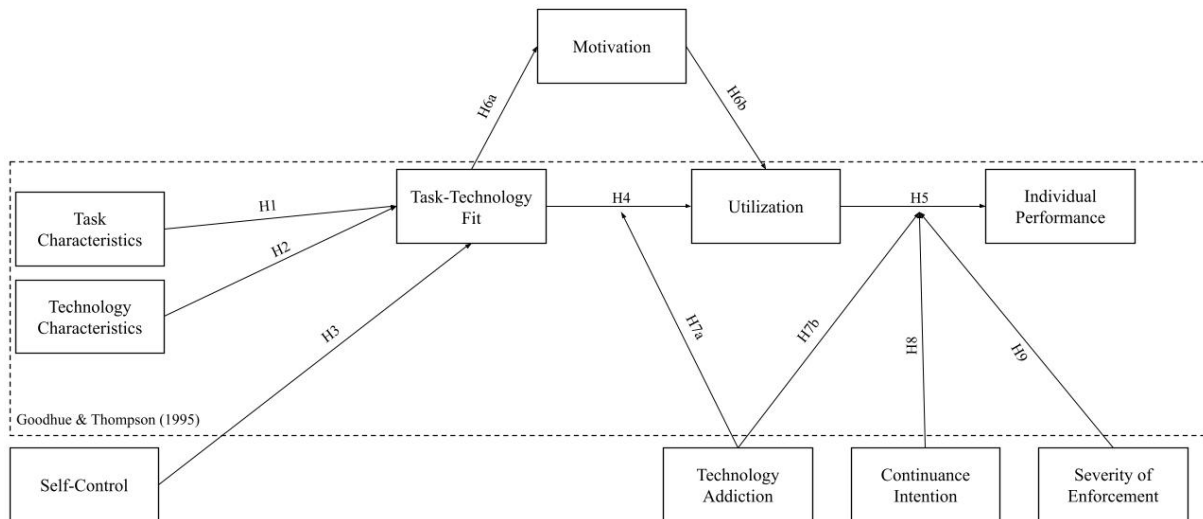 Motivation
H6a
H6b
Task
Characteristics
H1
Technology
Characteristics
H2
H3
Task-Technology
Fit
H4
Utilization
H5
Individual
Performance
H7a
H7b
H8
H9
Goodhue & Thompson (1995)
Self-Control
Technology
Addiction
Continuance
Intention
Severity of
Enforcement